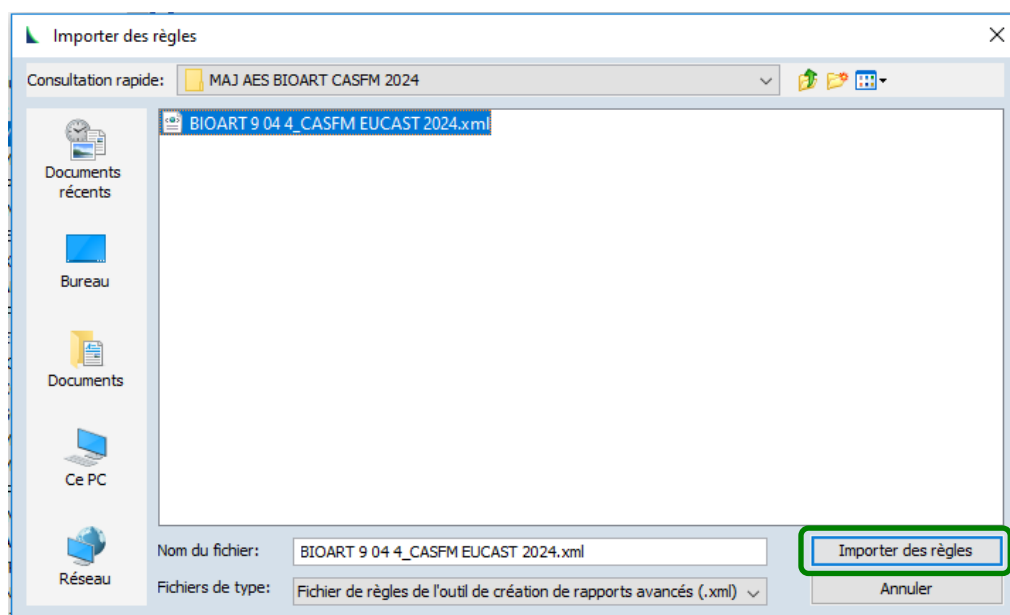 Importer des règles
Consultation rapide: MAJ AES BIOART CASFM 2024
BIOART 9 04 4_CASFM EUCAST 2024.xml
Documents
récents
Bureau
Documents
Ce PC
Réseau
Nom du fichier: BIOART 9 04 4_CASFM EUCAST 2024.xml Importer des règles
Fichiers de type: Fichier de règles de l'outil de création de rapports avancés (.xml) Annuler